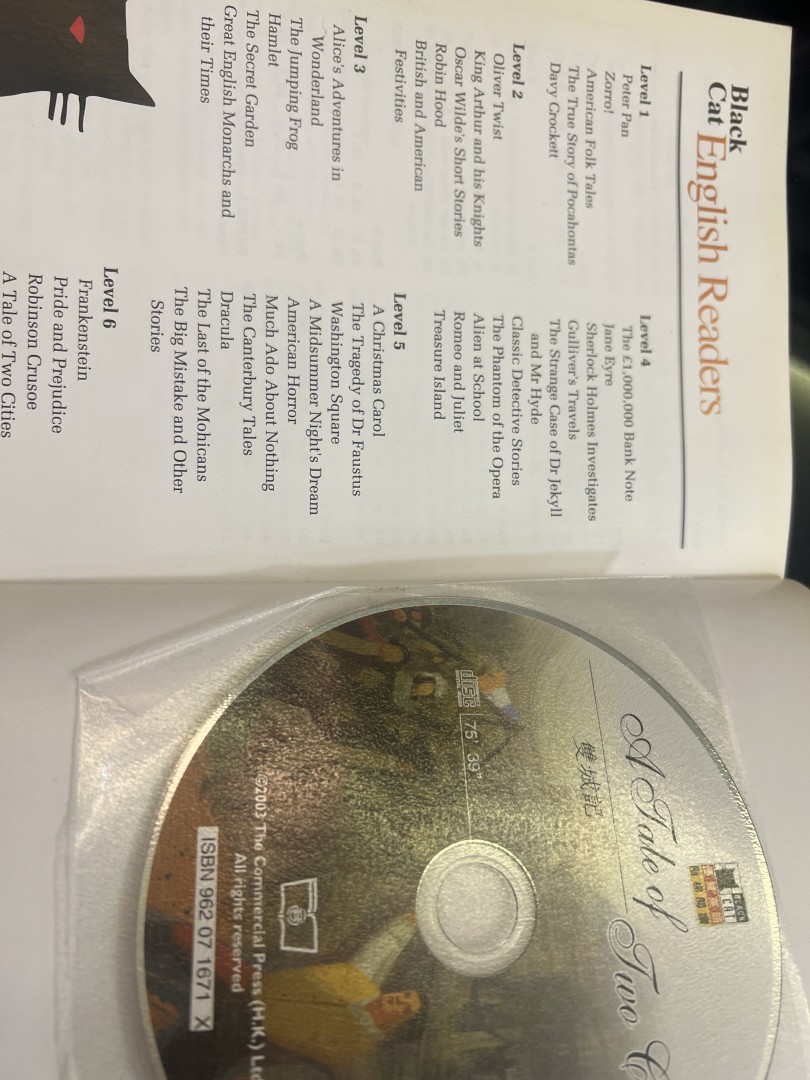 Black
Cat English Readers
Level 1
Peter Pan
Zorro!
American Folk Tales
The True Story of Pocahontas
Davy Crockett
Level 2
Oliver Twist
King Arthur and his Knights
Oscar Wilde's Short Stories
Robin Hood
British and American
Festivities
Level 3
Alice's Adventures in
Wonderland
The Jumping Frog
Hamlet
The Secret Garden
Great English Monarchs and
their Times
Level 4
The £1,000,000 Bank Note
Jane Eyre
Sherlock Holmes Investigates
Gulliver's Travels
The Strange Case of Dr Jekyll
and Mr Hyde
Classic Detective Stories
The Phantom of the Opera
Alien at School
Romeo and Juliet
Treasure Island
Level 5
A Christmas Carol
The Tragedy of Dr Faustus
Washington Square
A Midsummer Night's Dream
American Horror
Much Ado About Nothing
The Canterbury Tales
Dracula
The Last of the Mohicans
The Big Mistake and Other
Stories
Level 6
Frankenstein
Pride and Prejudice
Robinson Crusoe
A Tale of Two Cities
BLACK
CAT
A Tale of Two C
雙城記
disc
75' 39"
©2003 The Commercial Press (H.K.) Ltd
All rights reserved
ISBN 962 07 1671 X